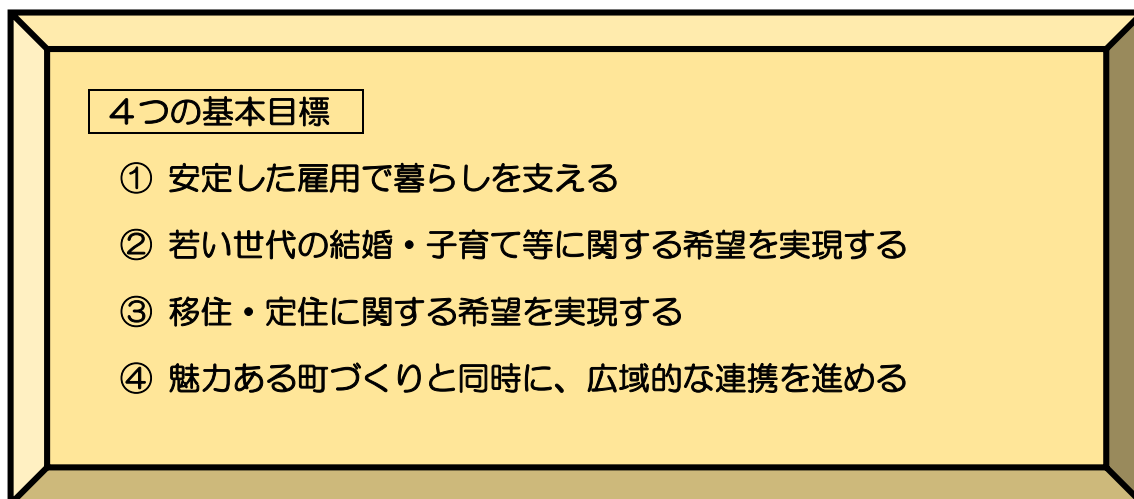 ４つの基本目標
① 安定した雇用で暮らしを支える
② 若い世代の結婚・子育て等に関する希望を実現する
③ 移住・定住に関する希望を実現する
④ 魅力ある町づくりと同時に、広域的な連携を進める